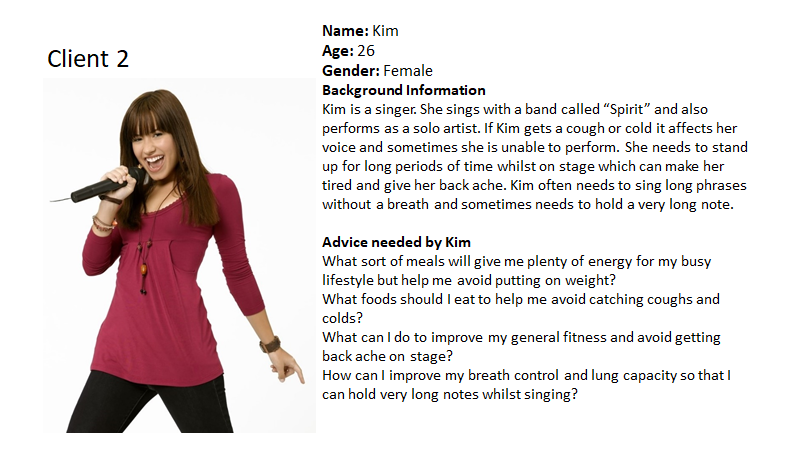 Client 2
Name: Kim
Age: 26
Gender: Female
Background Information
Kim is a singer. She sings with a band called “Spirit” and also
performs as a solo artist. If Kim gets a cough or cold it affects her
voice and sometimes she is unable to perform. She needs to stand
up for long periods of time whilst on stage which can make her
tired and give her back ache. Kim often needs to sing long phrases
without a breath and sometimes needs to hold a very long note.
Advice needed by Kim
What sort of meals will give me plenty of energy for my busy
lifestyle but help me avoid putting on weight?
What foods should I eat to help me avoid catching coughs and
colds?
What can I do to improve my general fitness and avoid getting
back ache on stage?
How can I improve my breath control and lung capacity so that I
can hold very long notes whilst singing?